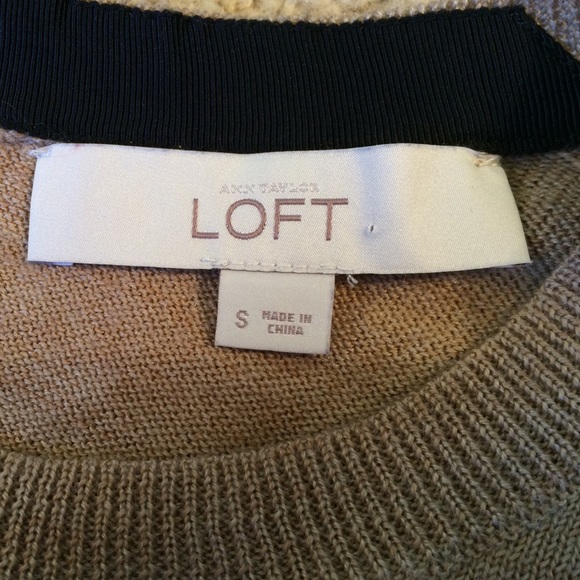 ANN TAYLOR
LOFT
S MADE IN
CHINA